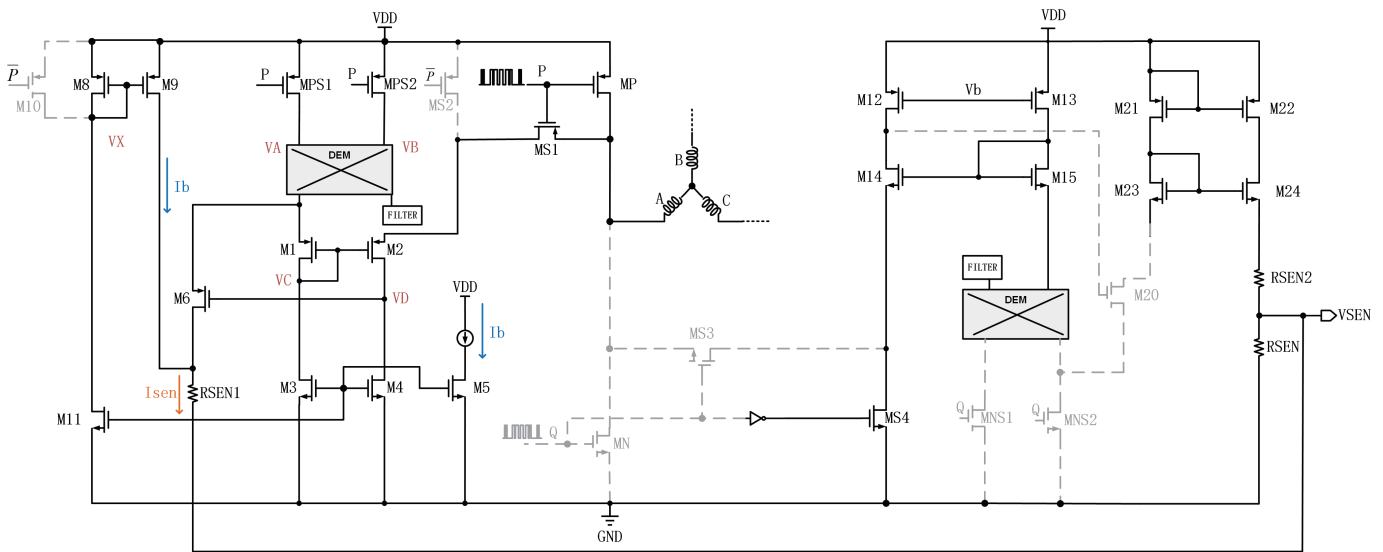 VDD
VDD
P̅
M8
M9
P
MPS1
P
MPS2
P̅
MS2
P
MP
M10
VX
VA
DEM
VB
MS1
Ib
FILTER
M1
M2
VC
VD
M6
VDD
Ib
Isen
RSEN1
M3
M4
M5
M11
B
A
C
MS3
Q
MN
GND
M12
Vb
M13
M21
M22
M14
M15
M23
M24
FILTER
DEM
M20
RSEN2
VSEN
RSEN
MS4
Q
MNS1
Q
MNS2